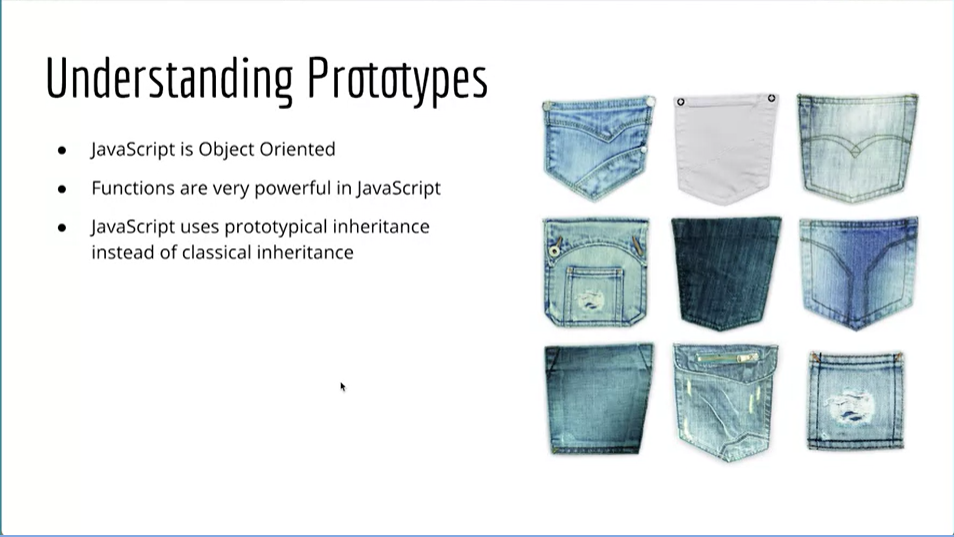 Understanding Prototypes
● JavaScript is Object Oriented
● Functions are very powerful in JavaScript
● JavaScript uses prototypical inheritance
instead of classical inheritance